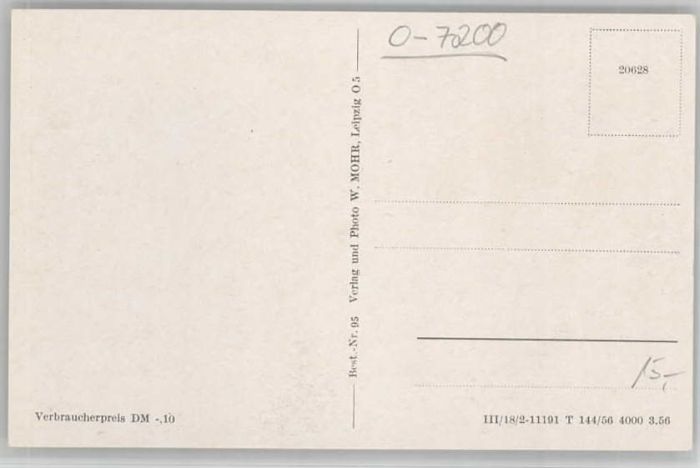 O-7200
20628
Best.-Nr. 95 Verlag und Photo W. MOHR, Leipzig O 5
15,-
Verbraucherpreis DM -,10
III/18/2-11191 T 144/56 4000 3.56